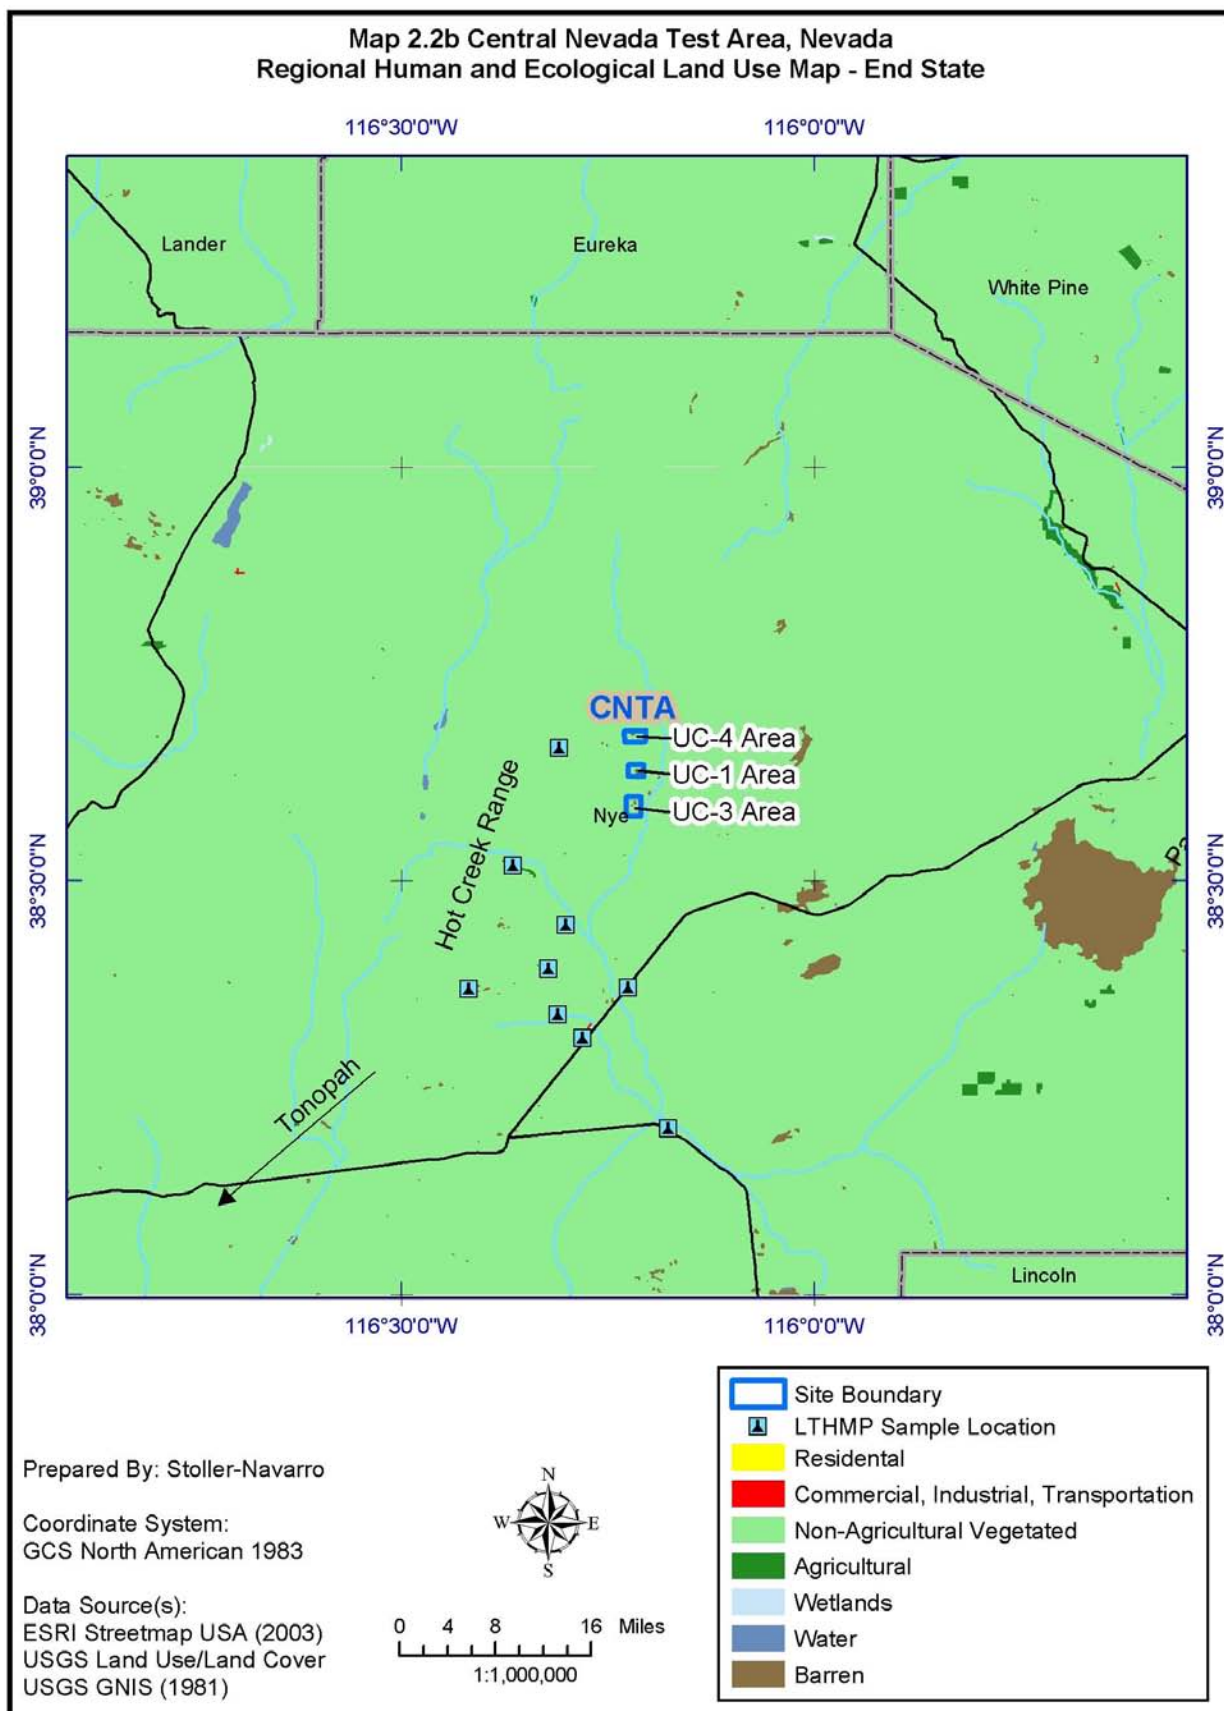 Map 2.2b Central Nevada Test Area, Nevada
Regional Human and Ecological Land Use Map - End State
116°30'0"W
116°0'0"W
Lander
Eureka
White Pine
39°0'0"N
39°0'0"N
CNTA
UC-4 Area
UC-1 Area
UC-3 Area
Nye
Hot Creek Range
Pa
38°30'0"N
38°30'0"N
Tonopah
Lincoln
38°0'0"N
38°0'0"N
116°30'0"W
116°0'0"W
Site Boundary
LTHMP Sample Location
Residental
Commercial, Industrial, Transportation
Non-Agricultural Vegetated
Agricultural
Wetlands
Water
Barren
Prepared By: Stoller-Navarro
Coordinate System:
GCS North American 1983
Data Source(s):
ESRI Streetmap USA (2003)
USGS Land Use/Land Cover
USGS GNIS (1981)
N
W E
S
0 4 8 16 Miles
1:1,000,000